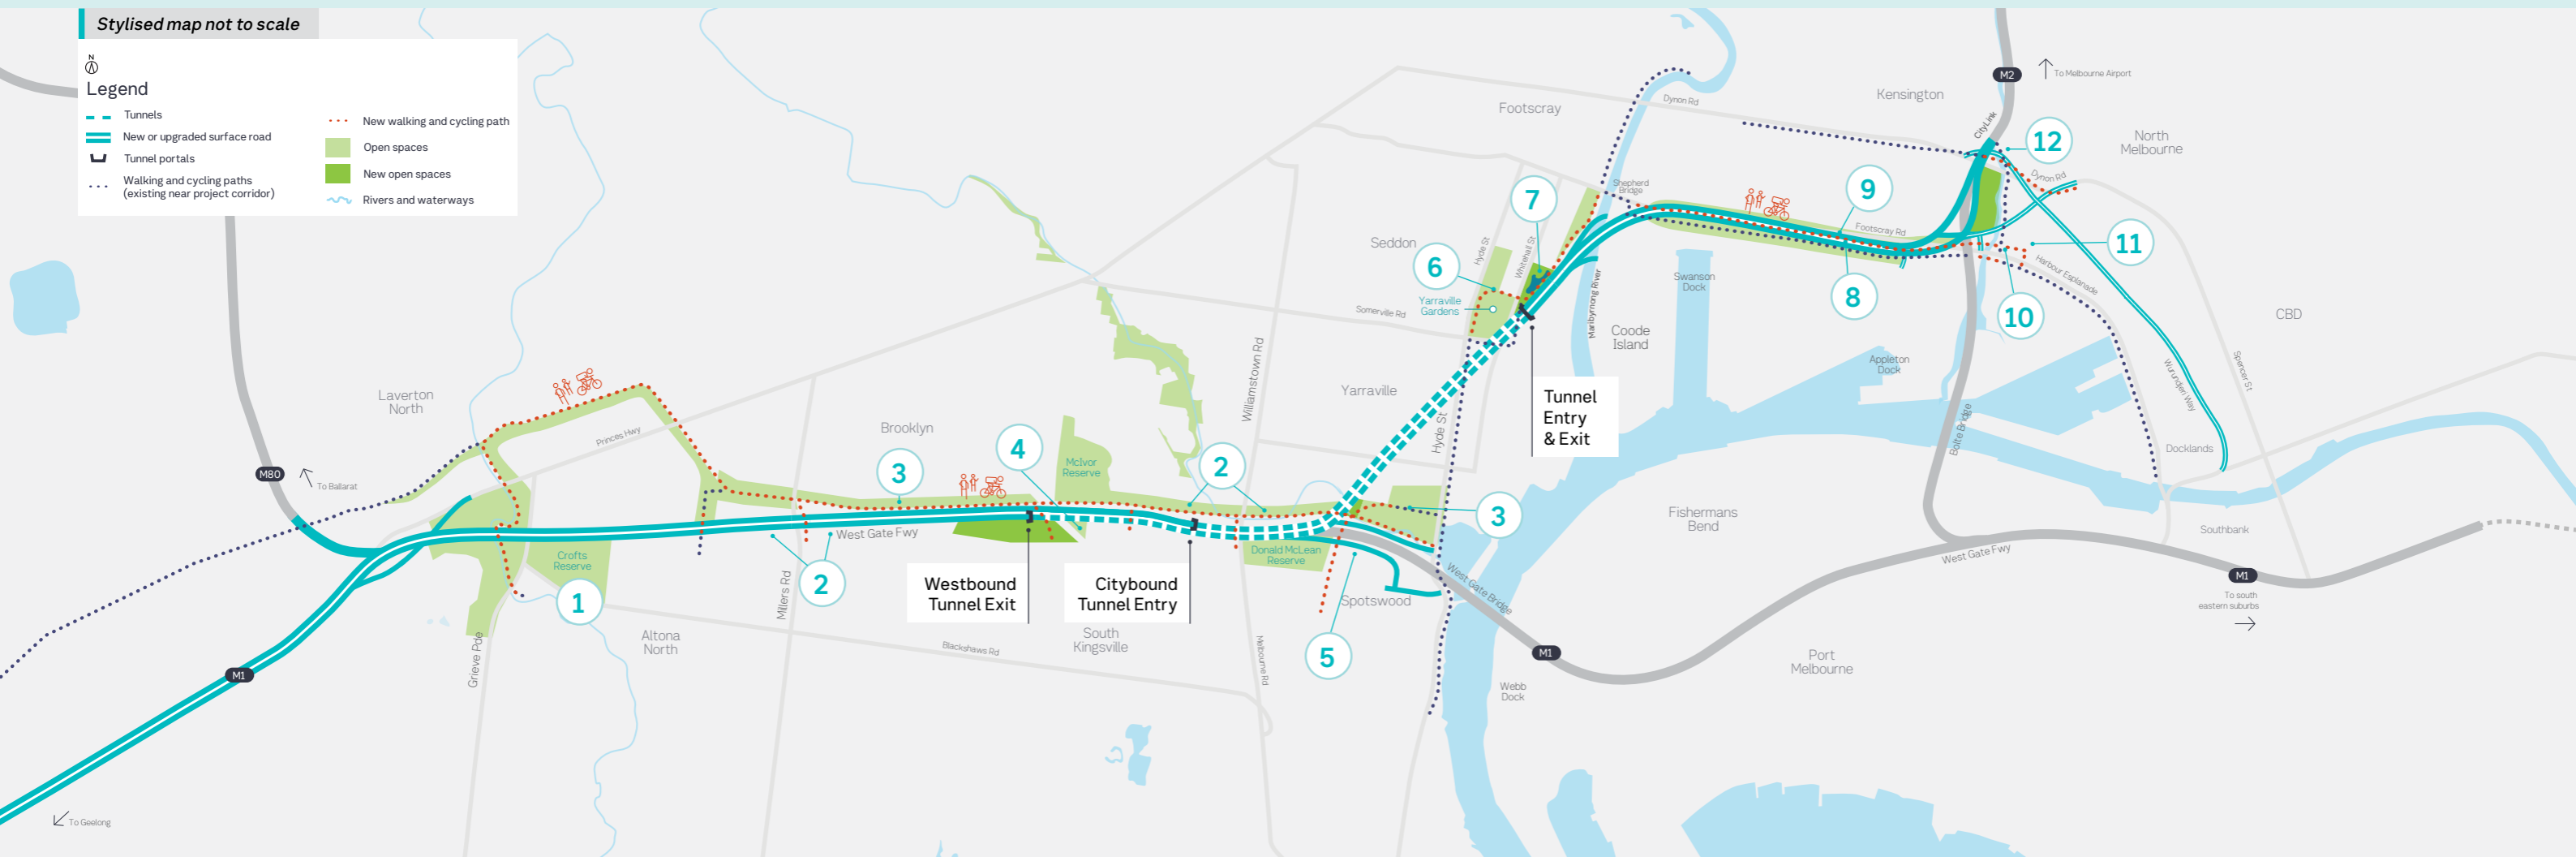 Stylised map not to scale
N
Legend
Tunnels
New or upgraded surface road
Tunnel portals
Walking and cycling paths
(existing near project corridor)
New walking and cycling path
Open spaces
New open spaces
Rivers and waterways
M2
To Melbourne Airport
Kensington
North
Melbourne
Footscray
Dynon Rd
CityLink
12
Dynon Rd
Shepherd
Bridge
7
9
Footscray Rd
11
Seddon
Hyde St
Whitehall St
6
Yarraville
Gardens
Somerville Rd
Maribyrnong River
Swanson
Dock
8
10
Harbour Esplanade
Coode
Island
CBD
Appleton
Dock
Wurundjeri Way
Spencer St
Tunnel
Entry
& Exit
Yarraville
Williamstown Rd
Hyde St
Bolte Bridge
Docklands
Laverton
North
Princes Hwy
Brooklyn
M80
To Ballarat
3
4
McIvor
Reserve
2
3
Fishermans
Bend
Southbank
West Gate Fwy
West Gate Fwy
M1
To south
eastern suburbs
Crofts
Reserve
1
Millers Rd
2
Westbound
Tunnel Exit
Citybound
Tunnel Entry
Donald McLean
Reserve
West Gate Bridge
Spotswood
5
Altona
North
South
Kingsville
Blackshaws Rd
Melbourne Rd
Grieve Pde
M1
M1
Port
Melbourne
Webb
Dock
To Geelong